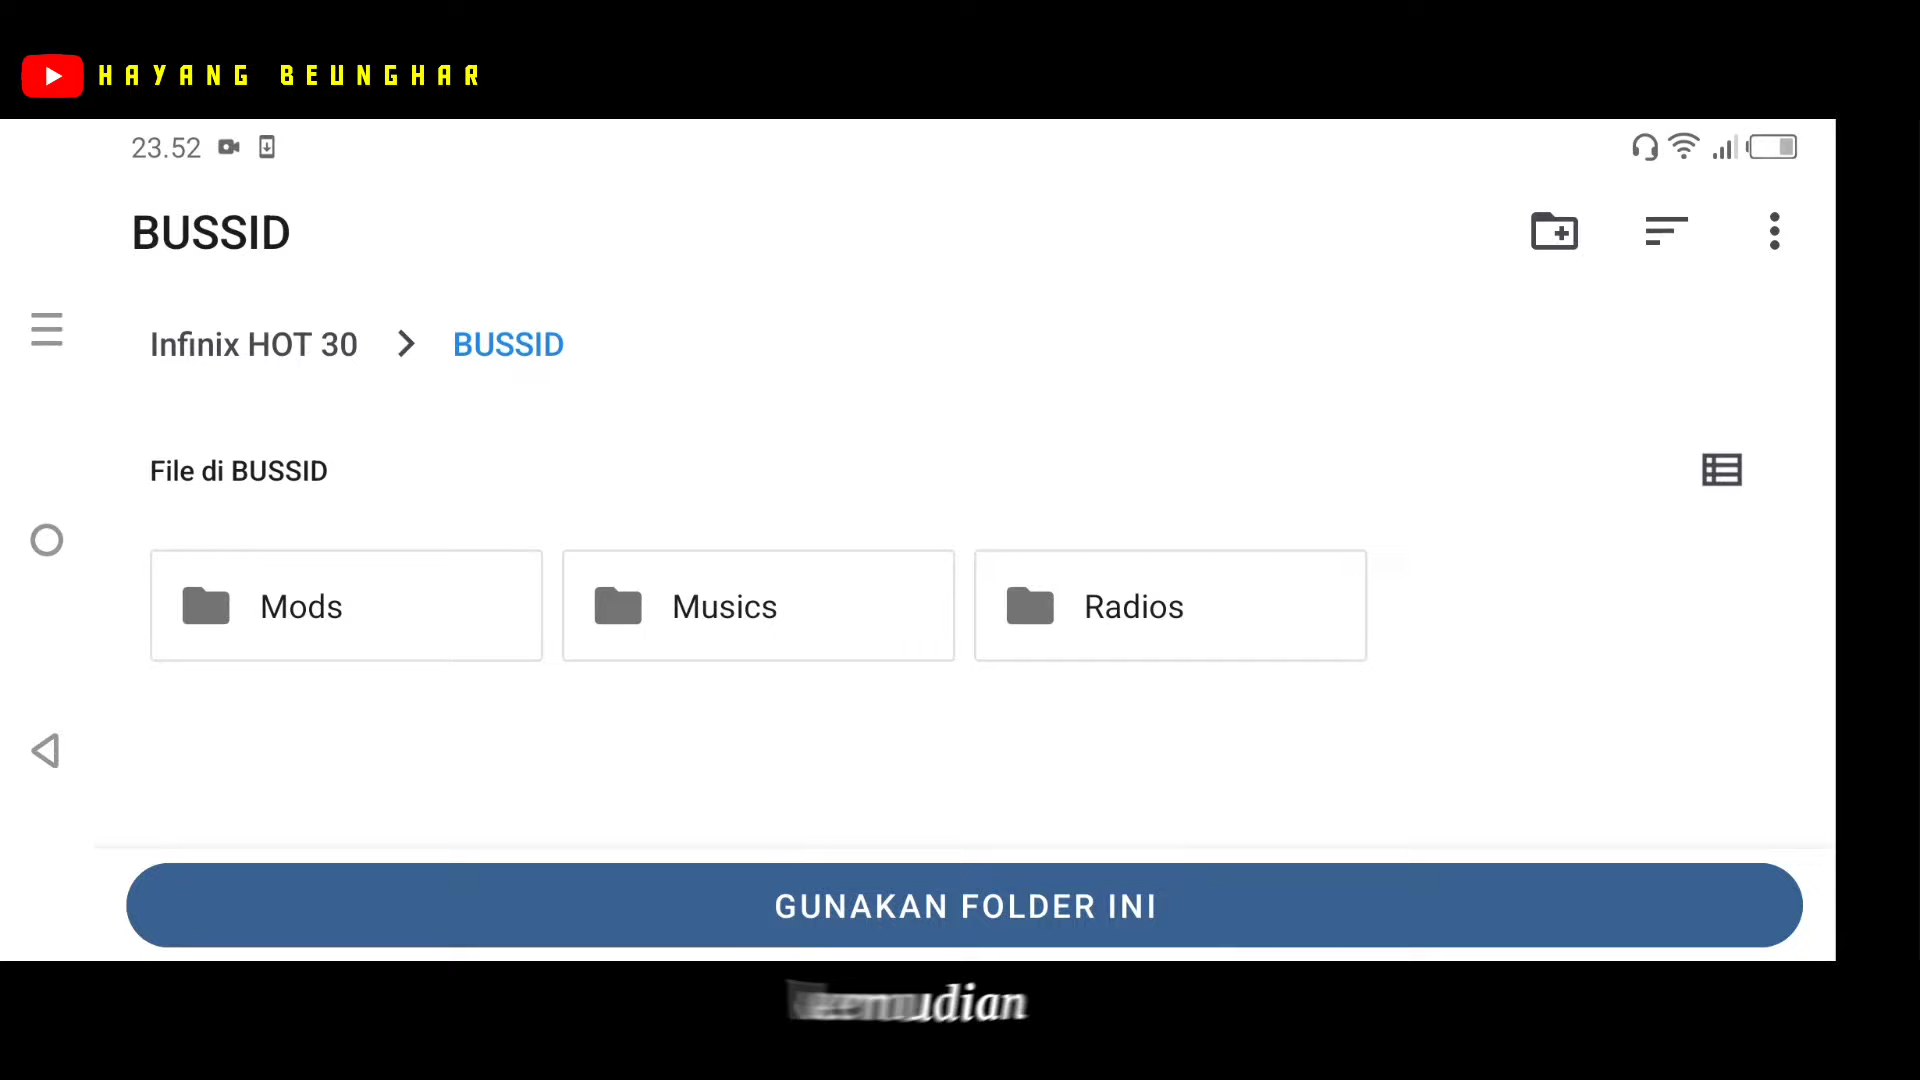 HAYANG BEUNGHAR
23.52
BUSSID
Infinix HOT 30 > BUSSID
File di BUSSID
Mods
Musics
Radios
GUNAKAN FOLDER INI